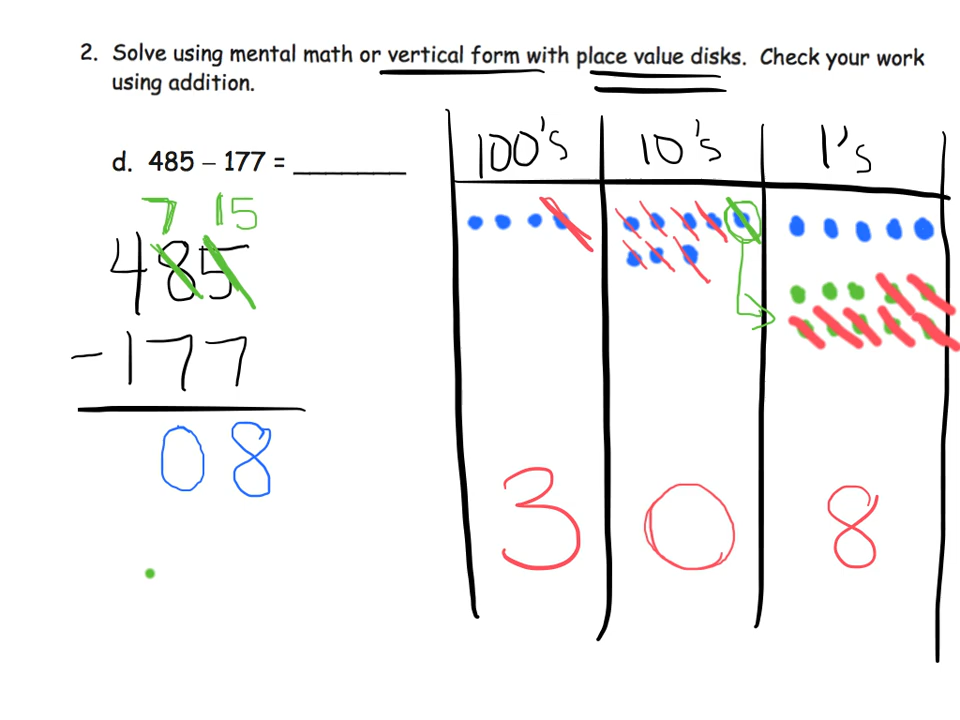 2. Solve using mental math or vertical form with place value disks. Check your work
using addition.
100's 10's 1's
d. 485 – 177 = ________
7 15
485
-177
08
3 0 8